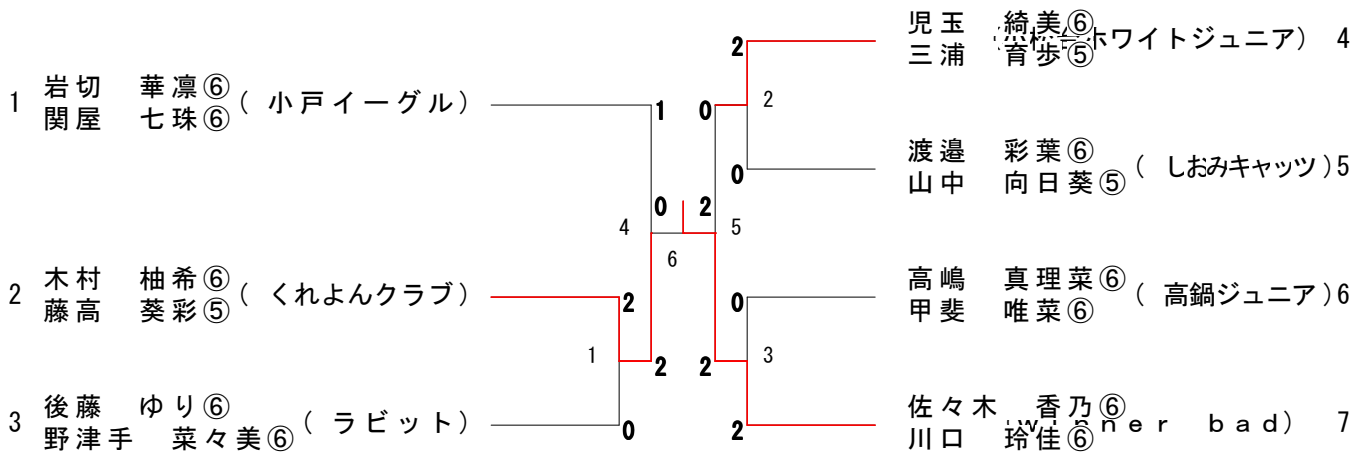 1 岩切 華凛⑥
関屋 七珠⑥ ( 小戸イーグル )
2 木村 柚希⑥
藤高 葵彩⑤ ( くれよんクラブ )
3 後藤 ゆり⑥
野津手 菜々美⑥ ( ラビット )
1
0
4
2
1
2
0
6
2
5
0
2
2
0
2
0
3
2
児玉 綺美⑥
三浦 育歩⑤ ホワイトジュニア) 4
渡邉 彩葉⑥
山中 向日葵⑤ ( しおみキャッツ ) 5
高嶋 真理菜⑥
甲斐 唯菜⑥ ( 高鍋ジュニア ) 6
佐々木 香乃⑥
川口 玲佳⑥ ner bad) 7